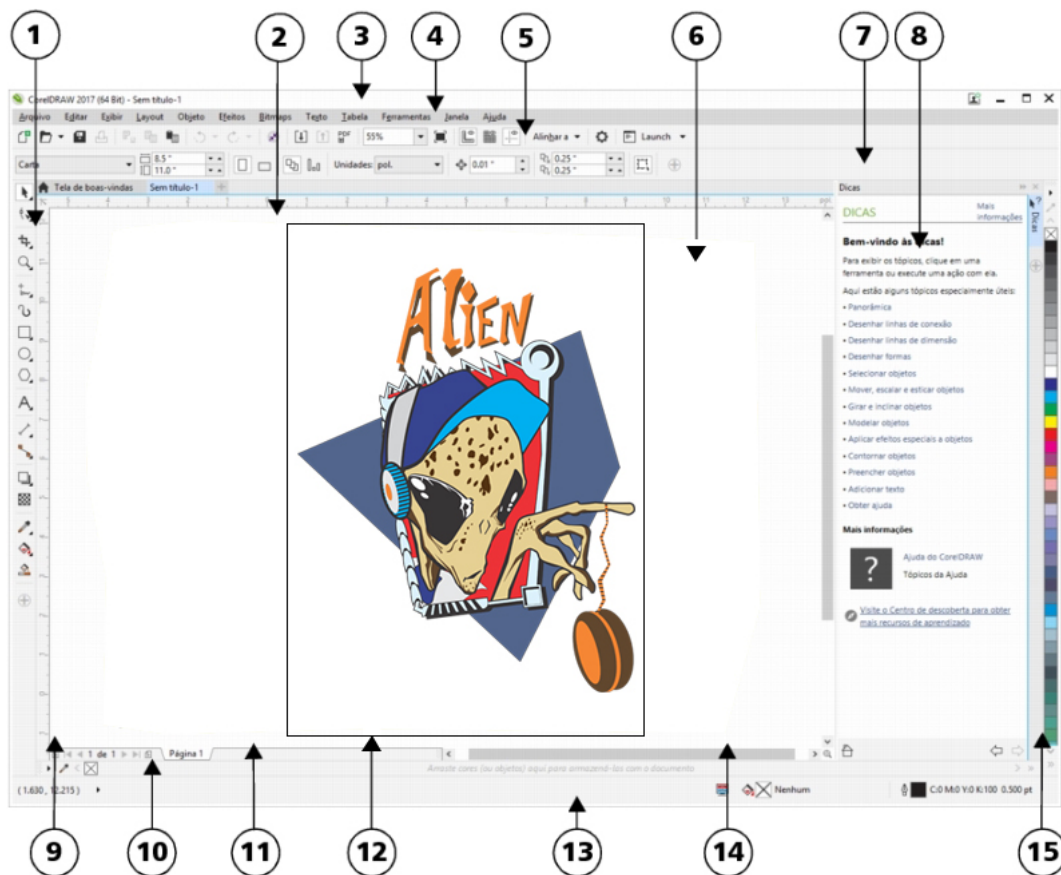 1 2 3 4 5 6 7 8
CorelDRAW 2017 (64 Bit) - Sem título-1
Arquivo Editar Exibir Layout Objeto Efeitos Bitmaps Texto Tabela Ferramentas Janela Ajuda
PDF 55% Alinhar a Launch
Carta 8.5 " 11.0 " Unidades: pol. 0.01 " 0.25 " 0.25 "
Tela de boas-vindas Sem título-1
Dicas
DICAS
Mais informações
Dicas
Bem-vindo às Dicas!
Para exibir os tópicos, clique em uma
ferramenta ou execute uma ação com ela.
Aqui estão alguns tópicos especialmente úteis:
• Panorâmica
• Desenhar linhas de conexão
• Desenhar linhas de dimensão
• Desenhar formas
• Selecionar objetos
• Mover, escalar e esticar objetos
• Girar e inclinar objetos
• Modelar objetos
• Aplicar efeitos especiais a objetos
• Contornar objetos
• Preencher objetos
• Adicionar texto
• Obter ajuda
Mais informações
?
Ajuda do CorelDRAW
Tópicos da Ajuda
Visite o Centro de descoberta para obter
mais recursos de aprendizado
Alien
1 de 1 Página 1
Arraste cores (ou objetos) aqui para armazená-los com o documento
( 1.630, 12.215 ) Nenhum C:0 M:0 Y:0 K:100 0.500 pt
9 10 11 12 13 14 15